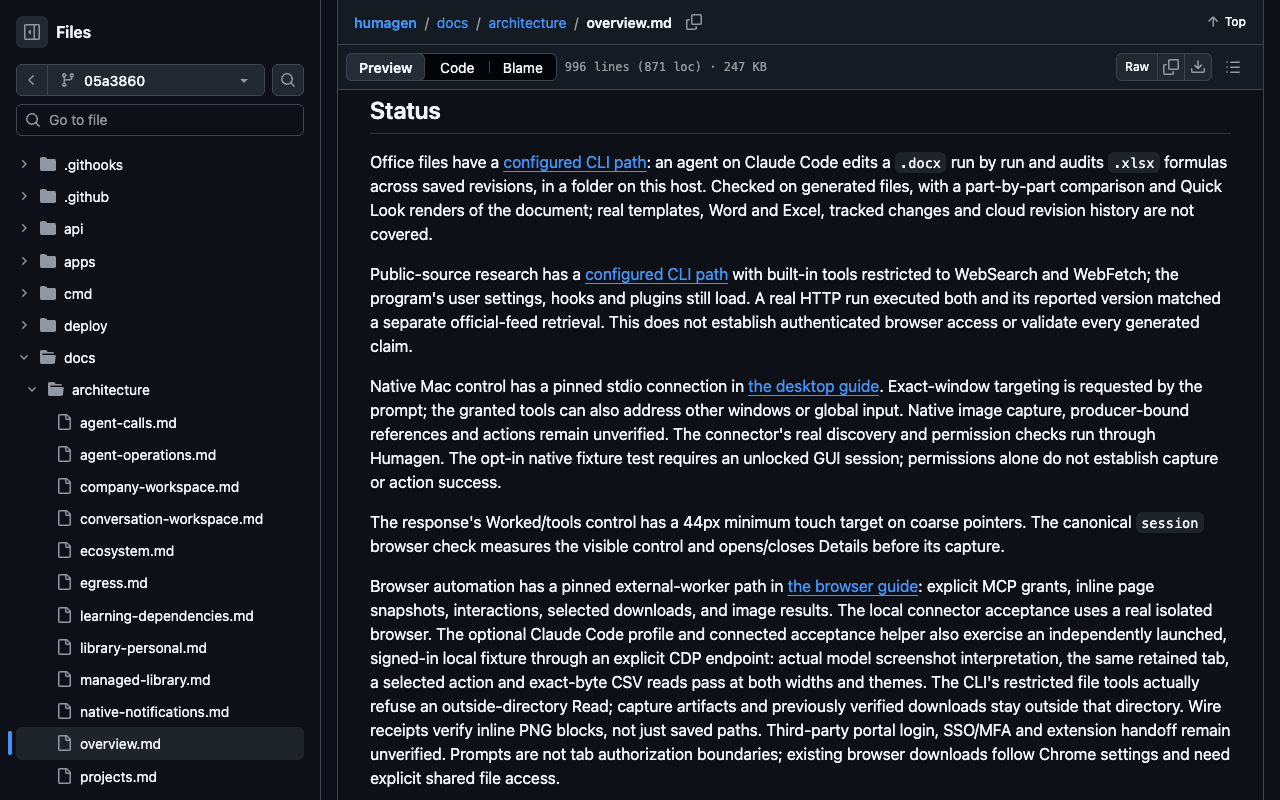 Files
05a3860
Go to file
.githooks
.github
api
apps
cmd
deploy
docs
architecture
agent-calls.md
agent-operations.md
company-workspace.md
conversation-workspace.md
ecosystem.md
egress.md
learning-dependencies.md
library-personal.md
managed-library.md
native-notifications.md
overview.md
projects.md
humagen / docs / architecture / overview.md
Top
Preview Code Blame 996 lines (871 loc) · 247 KB Raw
Status
Office files have a configured CLI path: an agent on Claude Code edits a .docx run by run and audits .xlsx formulas
across saved revisions, in a folder on this host. Checked on generated files, with a part-by-part comparison and Quick
Look renders of the document; real templates, Word and Excel, tracked changes and cloud revision history are not
covered.
Public-source research has a configured CLI path with built-in tools restricted to WebSearch and WebFetch; the
program's user settings, hooks and plugins still load. A real HTTP run executed both and its reported version matched
a separate official-feed retrieval. This does not establish authenticated browser access or validate every generated
claim.
Native Mac control has a pinned stdio connection in the desktop guide. Exact-window targeting is requested by the
prompt; the granted tools can also address other windows or global input. Native image capture, producer-bound
references and actions remain unverified. The connector's real discovery and permission checks run through
Humagen. The opt-in native fixture test requires an unlocked GUI session; permissions alone do not establish capture
or action success.
The response's Worked/tools control has a 44px minimum touch target on coarse pointers. The canonical session
browser check measures the visible control and opens/closes Details before its capture.
Browser automation has a pinned external-worker path in the browser guide: explicit MCP grants, inline page
snapshots, interactions, selected downloads, and image results. The local connector acceptance uses a real isolated
browser. The optional Claude Code profile and connected acceptance helper also exercise an independently launched,
signed-in local fixture through an explicit CDP endpoint: actual model screenshot interpretation, the same retained tab,
a selected action and exact-byte CSV reads pass at both widths and themes. The CLI's restricted file tools actually
refuse an outside-directory Read; capture artifacts and previously verified downloads stay outside that directory. Wire
receipts verify inline PNG blocks, not just saved paths. Third-party portal login, SSO/MFA and extension handoff remain
unverified. Prompts are not tab authorization boundaries; existing browser downloads follow Chrome settings and need
explicit shared file access.